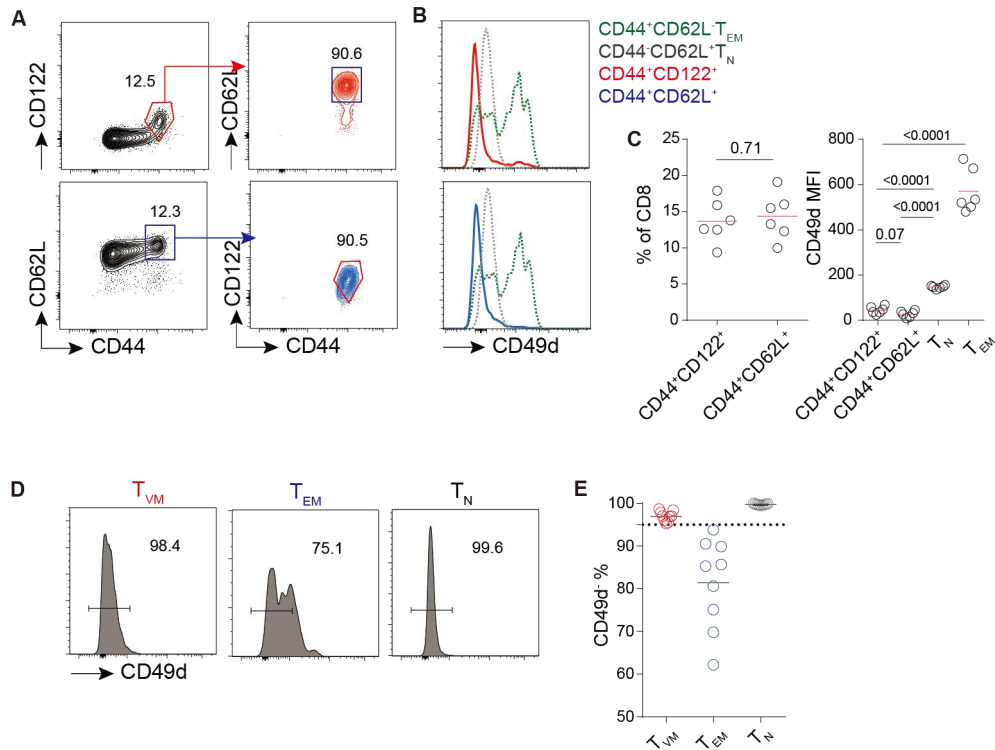 A
CD122
12.5
CD62L
90.6
CD62L
12.3
CD122
90.5
CD44
CD44
B
CD44⁺CD62L⁻T_EM
CD44⁻CD62L⁺T_N
CD44⁺CD122⁺
CD44⁺CD62L⁺
CD49d
C
% of CD8
25
20
15
10
5
0
0.71
CD44⁺CD122⁺
CD44⁺CD62L⁺
CD49d MFI
800
600
400
200
0
<0.0001
<0.0001
<0.0001
0.07
CD44⁺CD122⁺
CD44⁺CD62L⁺
T_N
T_EM
D
T_VM
T_EM
T_N
98.4
75.1
99.6
CD49d
E
CD49d⁻ %
100
90
80
70
60
50
T_VM
T_EM
T_N